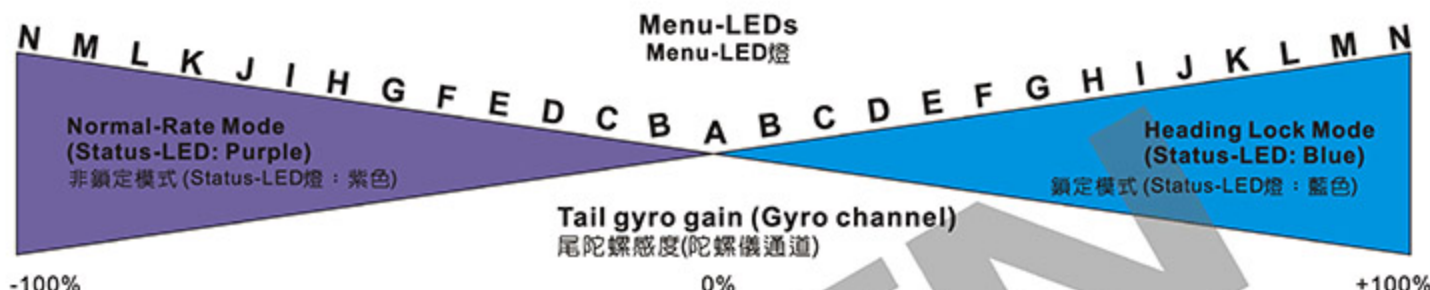 Menu-LEDs
Menu-LED燈
N M L K J I H G F E D C B A B C D E F G H I J K L M N
Normal-Rate Mode
(Status-LED: Purple)
非鎖定模式 (Status-LED燈：紫色)
Heading Lock Mode
(Status-LED: Blue)
鎖定模式 (Status-LED燈：藍色)
Tail gyro gain (Gyro channel)
尾陀螺感度(陀螺儀通道)
-100% 0% +100%